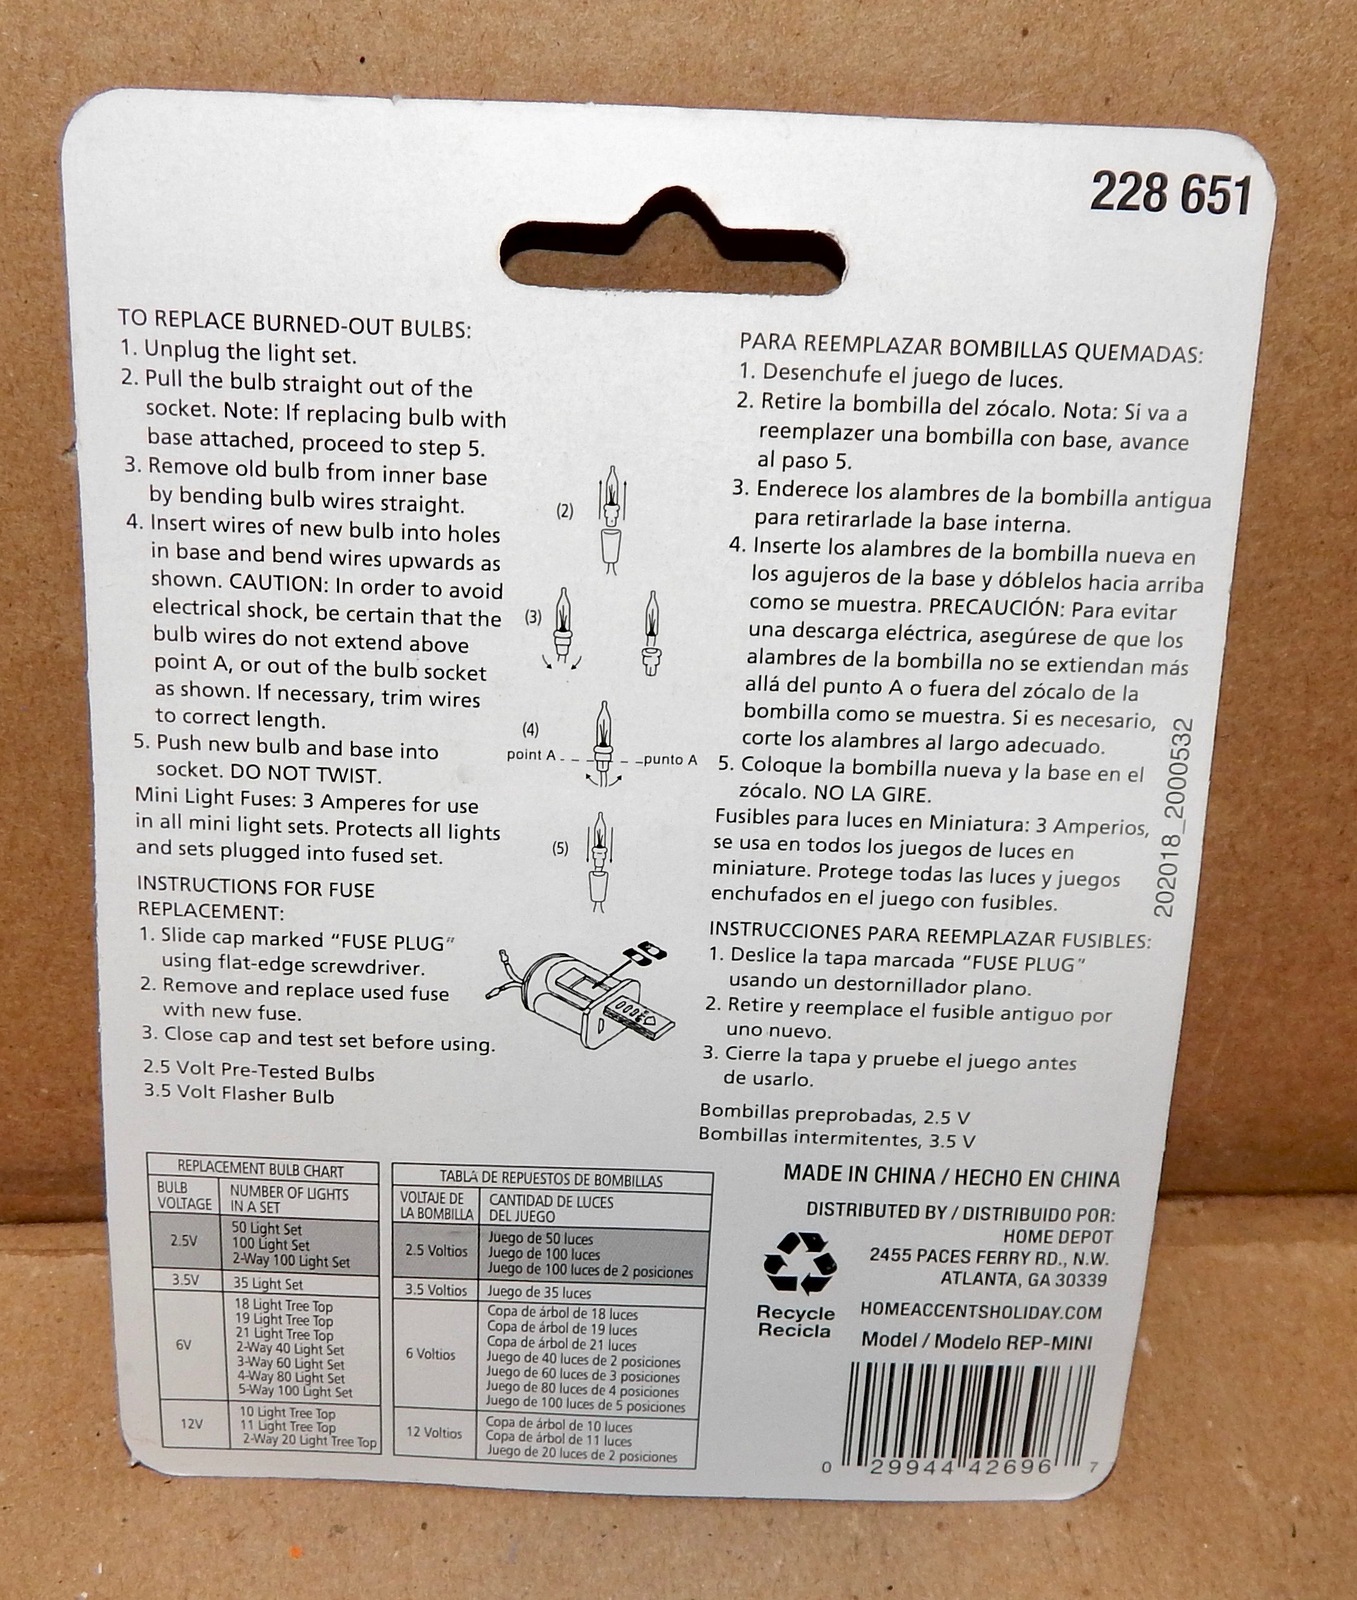 228 651
TO REPLACE BURNED-OUT BULBS:
1. Unplug the light set.
2. Pull the bulb straight out of the
socket. Note: If replacing bulb with
base attached, proceed to step 5.
3. Remove old bulb from inner base
by bending bulb wires straight.
4. Insert wires of new bulb into holes
in base and bend wires upwards as
shown. CAUTION: In order to avoid
electrical shock, be certain that the
bulb wires do not extend above
point A, or out of the bulb socket
as shown. If necessary, trim wires
to correct length.
5. Push new bulb and base into
socket. DO NOT TWIST.
Mini Light Fuses: 3 Amperes for use
in all mini light sets. Protects all lights
and sets plugged into fused set.
INSTRUCTIONS FOR FUSE
REPLACEMENT:
1. Slide cap marked “FUSE PLUG”
using flat-edge screwdriver.
2. Remove and replace used fuse
with new fuse.
3. Close cap and test set before using.
2.5 Volt Pre-Tested Bulbs
3.5 Volt Flasher Bulb
(2)
(3)
(4)
point A
punto A
(5)
PARA REEMPLAZAR BOMBILLAS QUEMADAS:
1. Desenchufe el juego de luces.
2. Retire la bombilla del zócalo. Nota: Si va a
reemplazer una bombilla con base, avance
al paso 5.
3. Enderece los alambres de la bombilla antigua
para retirarlade la base interna.
4. Inserte los alambres de la bombilla nueva en
los agujeros de la base y dóblelos hacia arriba
como se muestra. PRECAUCIÓN: Para evitar
una descarga eléctrica, asegúrese de que los
alambres de la bombilla no se extiendan más
allá del punto A o fuera del zócalo de la
bombilla como se muestra. Si es necesario,
corte los alambres al largo adecuado.
5. Coloque la bombilla nueva y la base en el
zócalo. NO LA GIRE.
Fusibles para luces en Miniatura: 3 Amperios,
se usa en todos los juegos de luces en
miniature. Protege todas las luces y juegos
enchufados en el juego con fusibles.
INSTRUCCIONES PARA REEMPLAZAR FUSIBLES:
1. Deslice la tapa marcada “FUSE PLUG”
usando un destornillador plano.
2. Retire y reemplace el fusible antiguo por
uno nuevo.
3. Cierre la tapa y pruebe el juego antes
de usarlo.
Bombillas preprobadas, 2.5 V
Bombillas intermitentes, 3.5 V
202018_2000532
REPLACEMENT BULB CHART
BULB VOLTAGE
NUMBER OF LIGHTS IN A SET
2.5V
50 Light Set
100 Light Set
2-Way 100 Light Set
3.5V
35 Light Set
6V
18 Light Tree Top
19 Light Tree Top
21 Light Tree Top
2-Way 40 Light Set
3-Way 60 Light Set
4-Way 80 Light Set
5-Way 100 Light Set
12V
10 Light Tree Top
11 Light Tree Top
2-Way 20 Light Tree Top
TABLA DE REPUESTOS DE BOMBILLAS
VOLTAJE DE LA BOMBILLA
CANTIDAD DE LUCES DEL JUEGO
2.5 Voltios
Juego de 50 luces
Juego de 100 luces
Juego de 100 luces de 2 posiciones
3.5 Voltios
Juego de 35 luces
6 Voltios
Copa de árbol de 18 luces
Copa de árbol de 19 luces
Copa de árbol de 21 luces
Juego de 40 luces de 2 posiciones
Juego de 60 luces de 3 posiciones
Juego de 80 luces de 4 posiciones
Juego de 100 luces de 5 posiciones
12 Voltios
Copa de árbol de 10 luces
Copa de árbol de 11 luces
Juego de 20 luces de 2 posiciones
MADE IN CHINA / HECHO EN CHINA
DISTRIBUTED BY / DISTRIBUIDO POR:
HOME DEPOT
2455 PACES FERRY RD., N.W.
ATLANTA, GA 30339
Recycle
Recicla
HOMEACCENTSHOLIDAY.COM
Model / Modelo REP-MINI
0 29944 42696 7